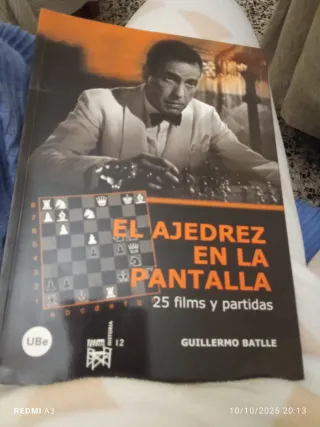 EL AJEDREZ
EN LA
PANTALLA
25 films y partidas
GUILLERMO BATLLE
UBe
12
REDMI A3
10/10/2025 20:13